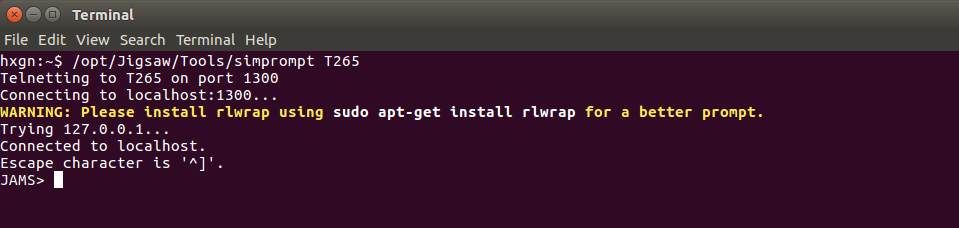 Terminal
File Edit View Search Terminal Help
hxgn:~$ /opt/Jigsaw/Tools/simprompt T265
Telnetting to T265 on port 1300
Connecting to localhost:1300...
WARNING: Please install rlwrap using sudo apt-get install rlwrap for a better prompt.
Trying 127.0.0.1...
Connected to localhost.
Escape character is '^]'.
JAMS>